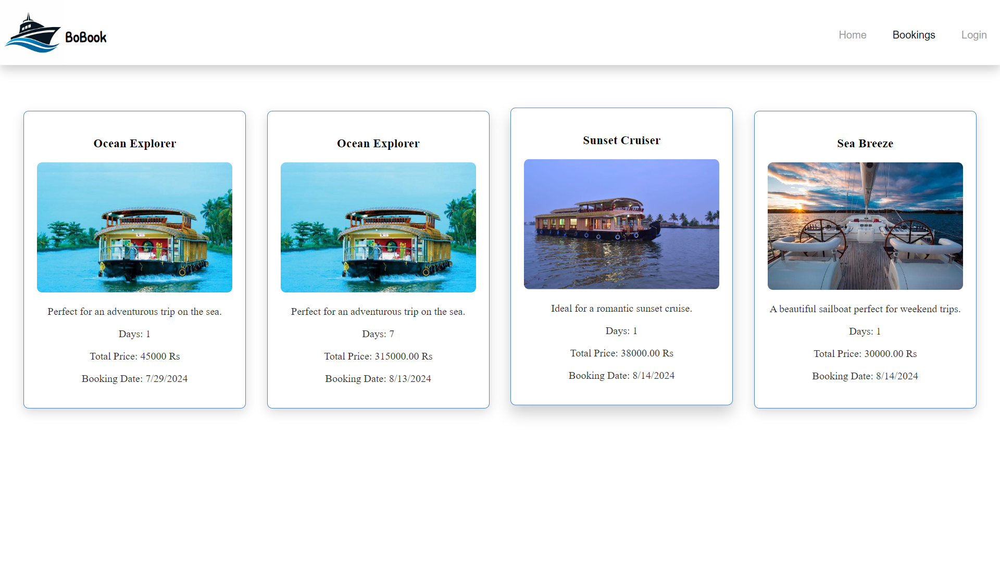 BoBook
Home
Bookings
Login
Ocean Explorer
Perfect for an adventurous trip on the sea.
Days: 1
Total Price: 45000 Rs
Booking Date: 7/29/2024
Ocean Explorer
Perfect for an adventurous trip on the sea.
Days: 7
Total Price: 315000.00 Rs
Booking Date: 8/13/2024
Sunset Cruiser
Ideal for a romantic sunset cruise.
Days: 1
Total Price: 38000.00 Rs
Booking Date: 8/14/2024
Sea Breeze
A beautiful sailboat perfect for weekend trips.
Days: 1
Total Price: 30000.00 Rs
Booking Date: 8/14/2024